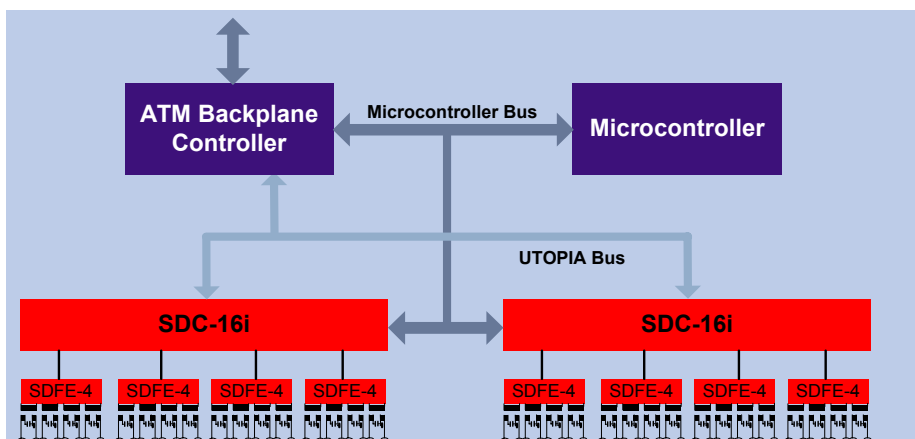 ATM Backplane
Controller
Microcontroller Bus
Microcontroller
UTOPIA Bus
SDC-16i
SDC-16i
SDFE-4
SDFE-4
SDFE-4
SDFE-4
SDFE-4
SDFE-4
SDFE-4
SDFE-4